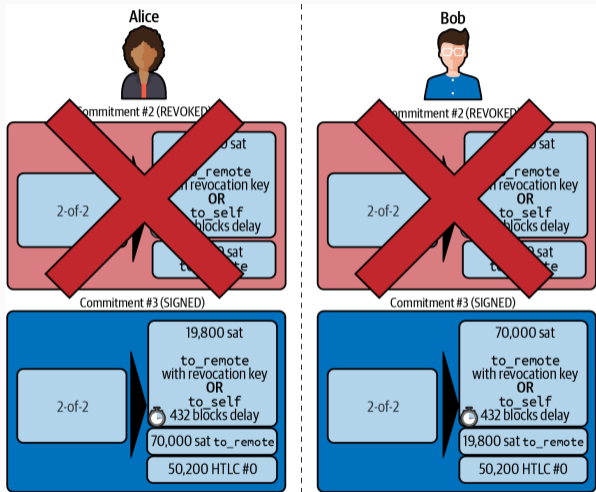 Alice
Bob
Commitment #2 (REVOKED)
2-of-2
sat
to_remote
with revocation key
OR
to_self
blocks delay
sat
Commitment #2 (REVOKED)
2-of-2
sat
to_remote
with revocation key
OR
to_self
blocks delay
sat
Commitment #3 (SIGNED)
2-of-2
19,800 sat
to_remote
with revocation key
OR
to_self
432 blocks delay
70,000 sat to_remote
50,200 HTLC #0
Commitment #3 (SIGNED)
2-of-2
70,000 sat
to_remote
with revocation key
OR
to_self
432 blocks delay
19,800 sat to_remote
50,200 HTLC #0